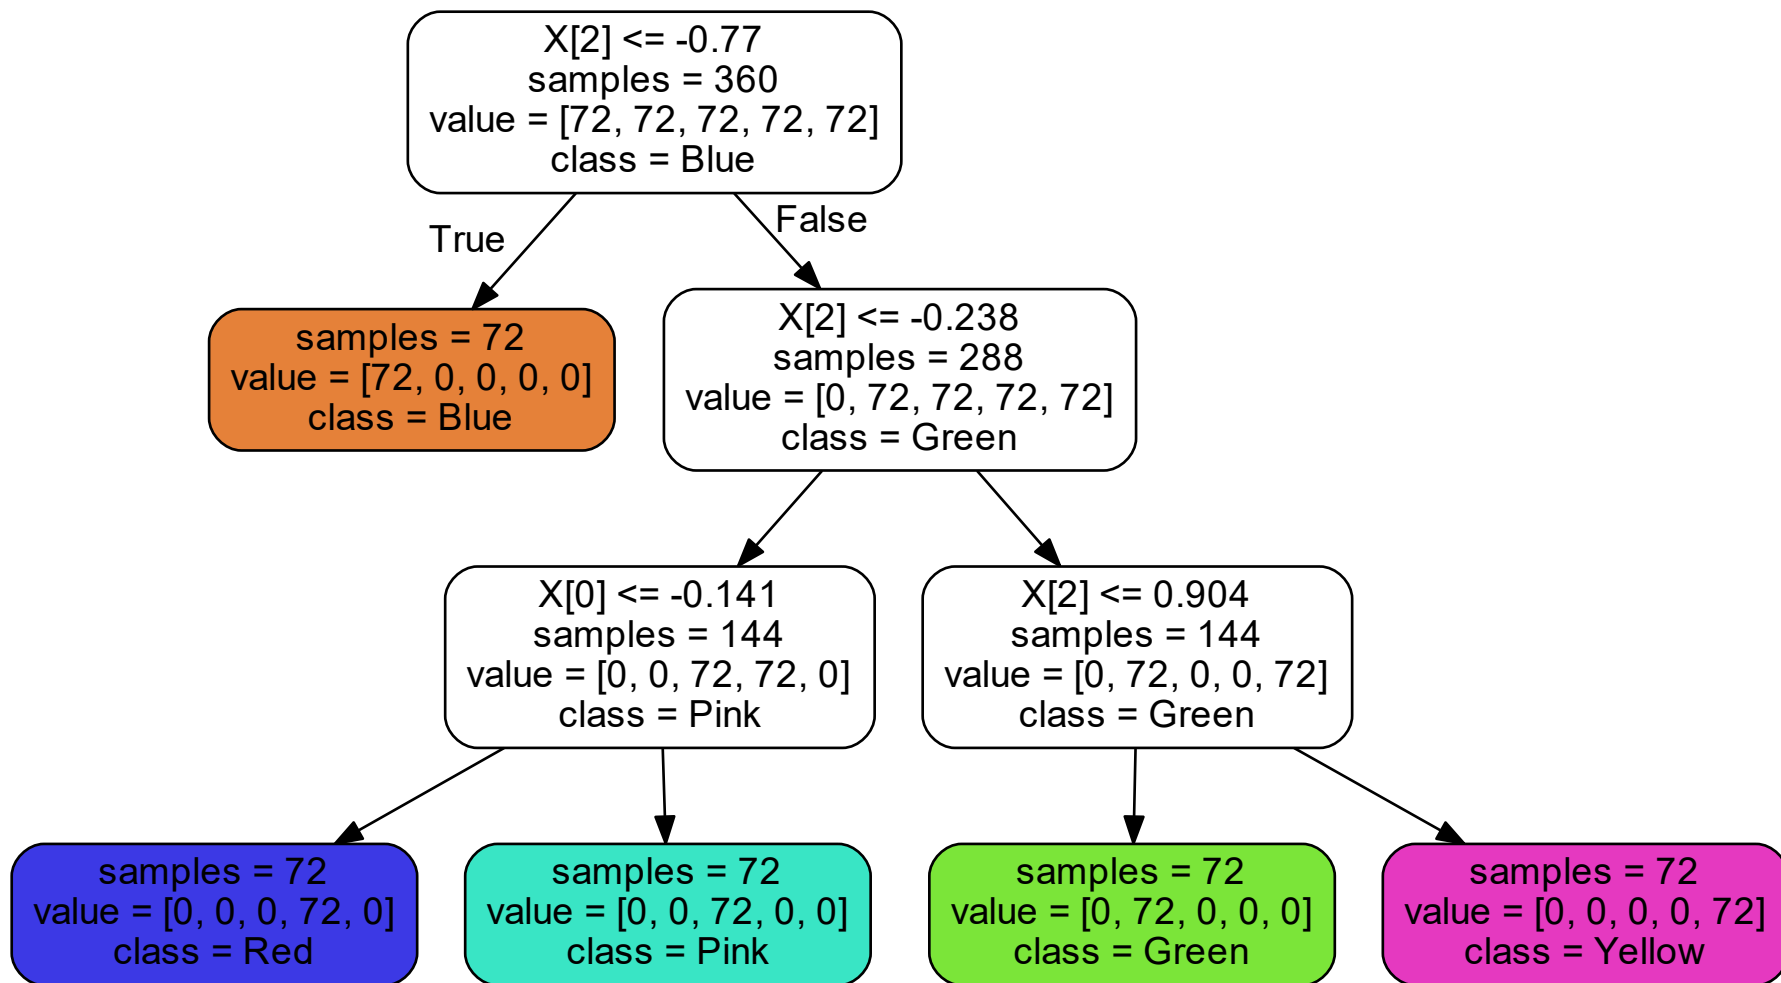 X[2] <= -0.77
samples = 360
value = [72, 72, 72, 72, 72]
class = Blue
True
False
samples = 72
value = [72, 0, 0, 0, 0]
class = Blue
X[2] <= -0.238
samples = 288
value = [0, 72, 72, 72, 72]
class = Green
X[0] <= -0.141
samples = 144
value = [0, 0, 72, 72, 0]
class = Pink
X[2] <= 0.904
samples = 144
value = [0, 72, 0, 0, 72]
class = Green
samples = 72
value = [0, 0, 0, 72, 0]
class = Red
samples = 72
value = [0, 0, 72, 0, 0]
class = Pink
samples = 72
value = [0, 72, 0, 0, 0]
class = Green
samples = 72
value = [0, 0, 0, 0, 72]
class = Yellow